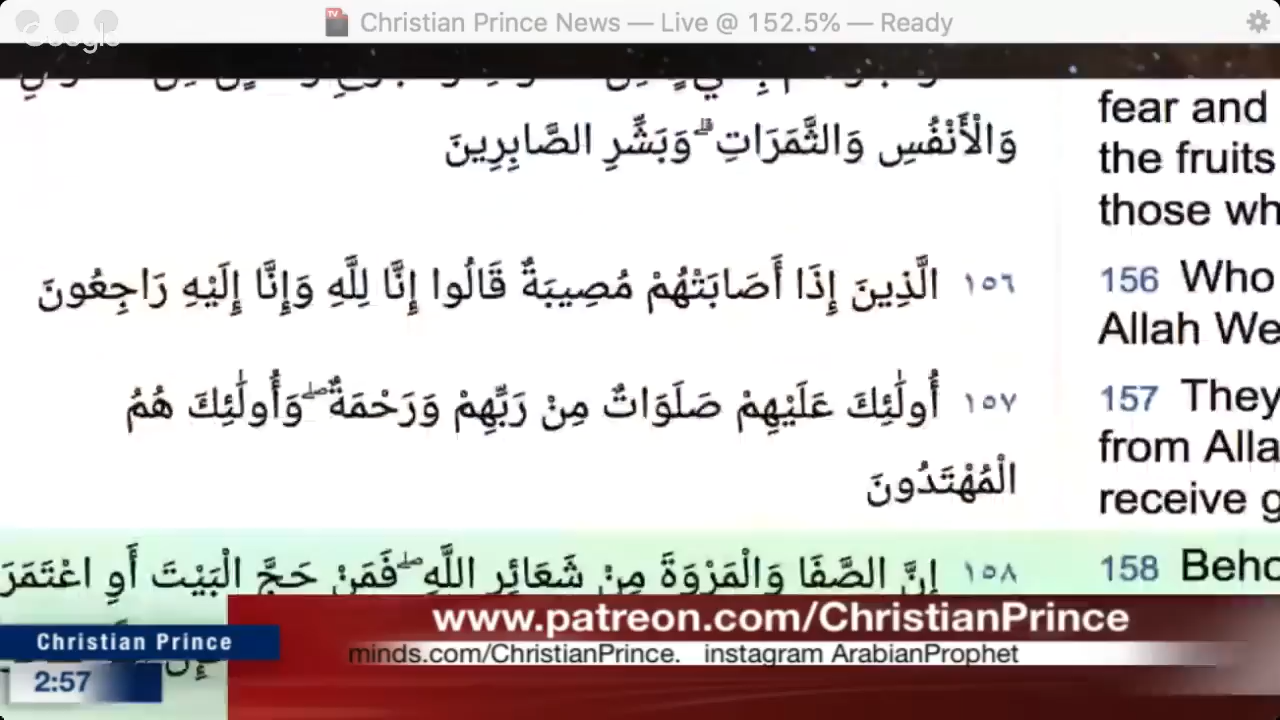 Christian Prince News — Live @ 152.5% — Ready
Google
وَالْأَنْفُسِ وَالثَّمَرَاتِ ۗ وَبَشِّرِ الصَّابِرِينَ
١٥٦ الَّذِينَ إِذَا أَصَابَتْهُمْ مُصِيبَةٌ قَالُوا إِنَّا لِلَّهِ وَإِنَّا إِلَيْهِ رَاجِعُونَ
١٥٧ أُولَٰئِكَ عَلَيْهِمْ صَلَوَاتٌ مِنْ رَبِّهِمْ وَرَحْمَةٌ ۖ وَأُولَٰئِكَ هُمُ
الْمُهْتَدُونَ
١٥٨ إِنَّ الصَّفَا وَالْمَرْوَةَ مِنْ شَعَائِرِ اللَّهِ ۖ فَمَنْ حَجَّ الْبَيْتَ أَوِ اعْتَمَرَ
fear and
the fruits
those wh
156 Who
Allah We
157 They
from Alla
receive g
158 Beho
www.patreon.com/ChristianPrince
minds.com/ChristianPrince. instagram ArabianProphet
Christian Prince
2:57